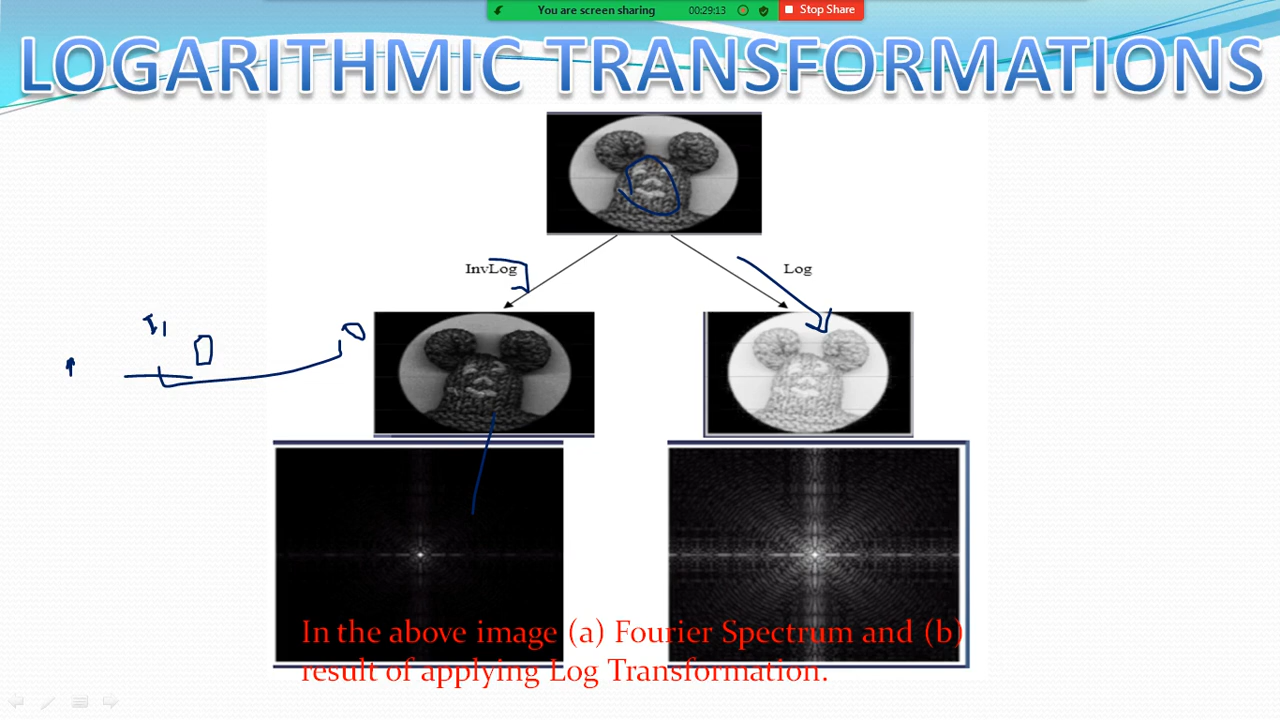 You are screen sharing 00:29:13 Stop Share
LOGARITHMIC TRANSFORMATIONS
InvLog
Log
In the above image (a) Fourier Spectrum and (b)
result of applying Log Transformation.